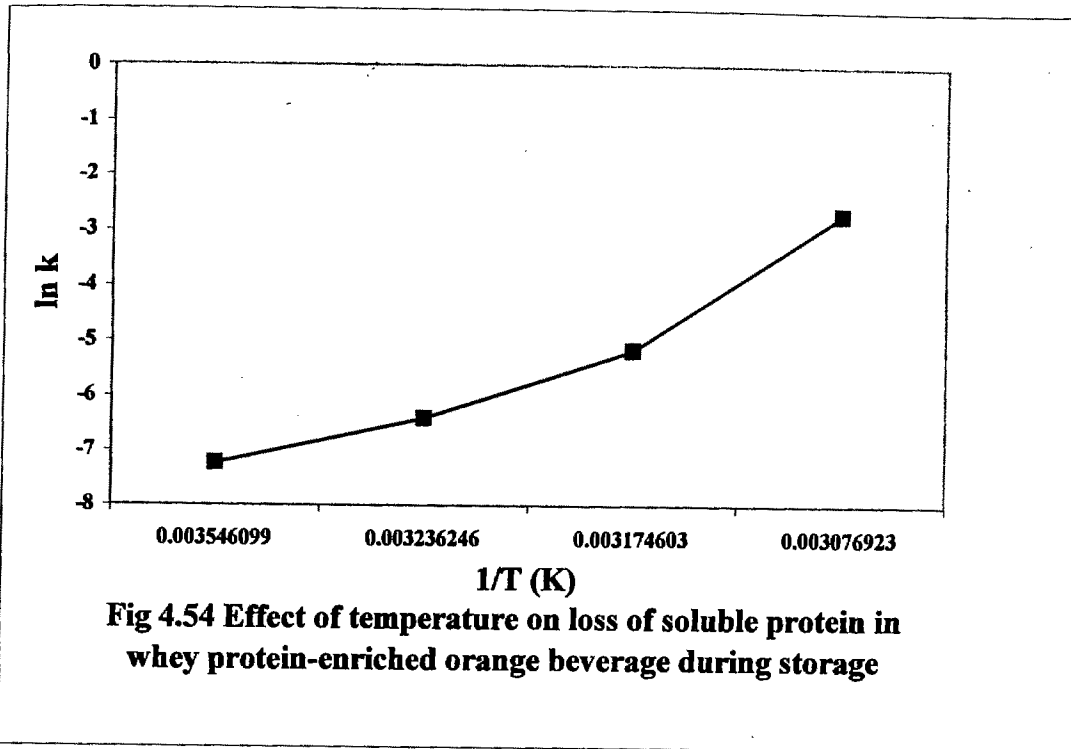 0
-1
-2
-3
-4
-5
-6
-7
-8
ln k
0.003546099 0.003236246 0.003174603 0.003076923
1/T (K)
Fig 4.54 Effect of temperature on loss of soluble protein in
whey protein-enriched orange beverage during storage